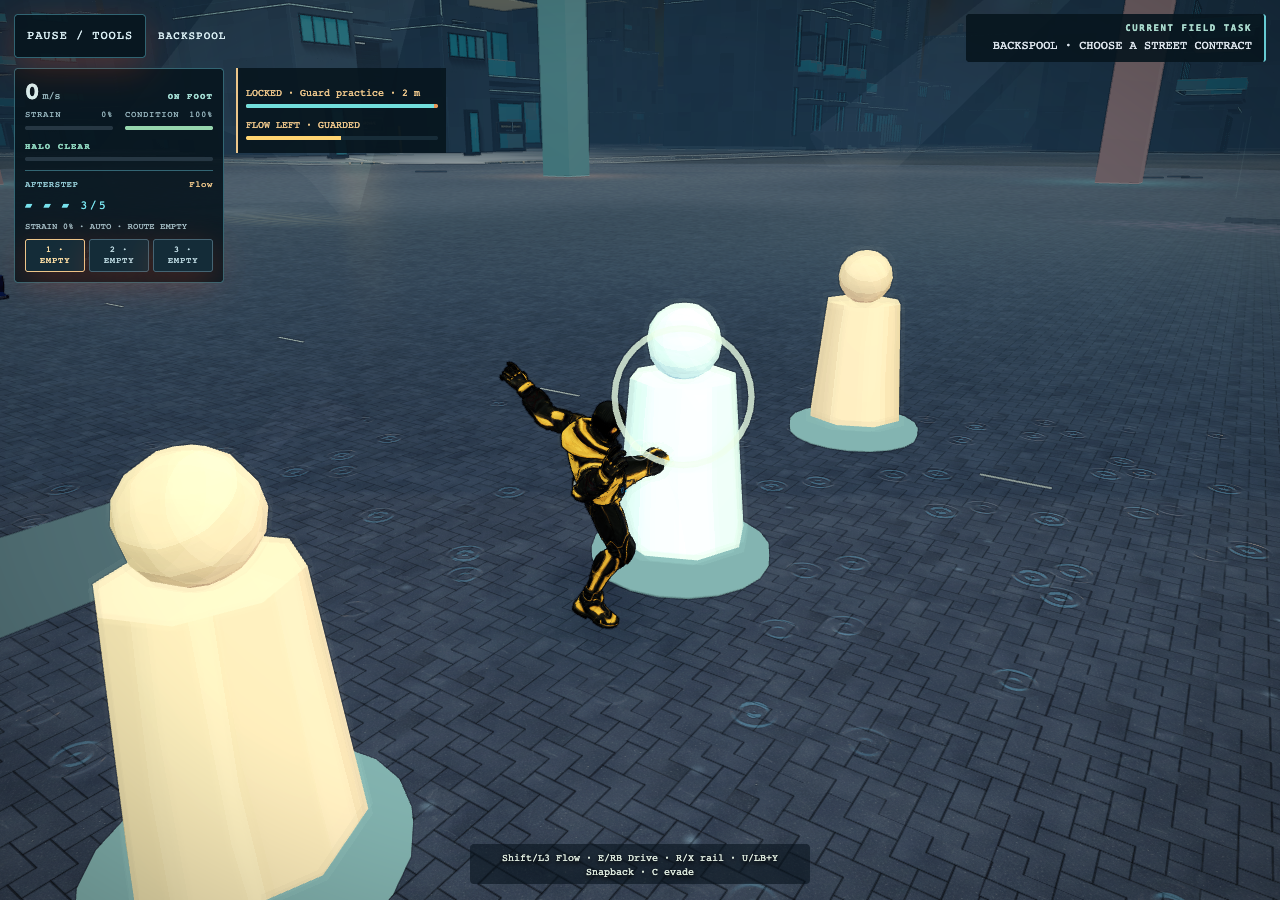 PAUSE / TOOLS
BACKSPOOL
CURRENT FIELD TASK
BACKSPOOL · CHOOSE A STREET CONTRACT
0 m/s
ON FOOT
STRAIN 0%
CONDITION 100%
HALO CLEAR
AFTERSTEP
Flow
3/5
STRAIN 0% · AUTO · ROUTE EMPTY
1 · EMPTY
2 · EMPTY
3 · EMPTY
LOCKED · Guard practice · 2 m
FLOW LEFT · GUARDED
Shift/L3 Flow · E/RB Drive · R/X rail · U/LB+Y
Snapback · C evade